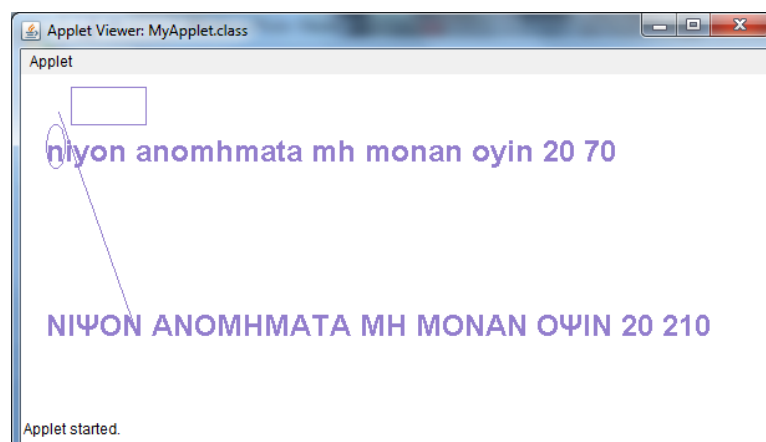 Applet Viewer: MyApplet.class
Applet
niyon anomhmata mh monan oyin 20 70
ΝΙΨΟΝ ΑΝΟΜΗΜΑΤΑ ΜΗ ΜΟΝΑΝ ΟΨΙΝ 20 210
Applet started.